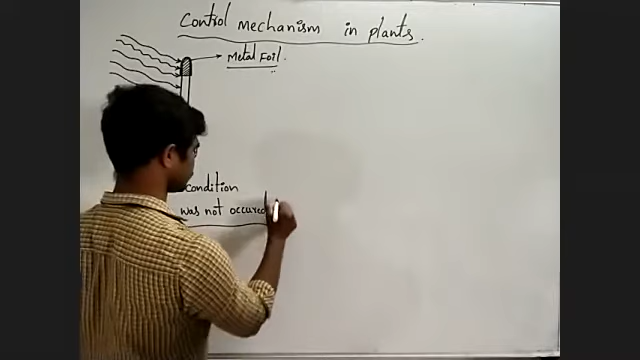 Control mechanism in plants.
Metal Foil.
condition
was not occured